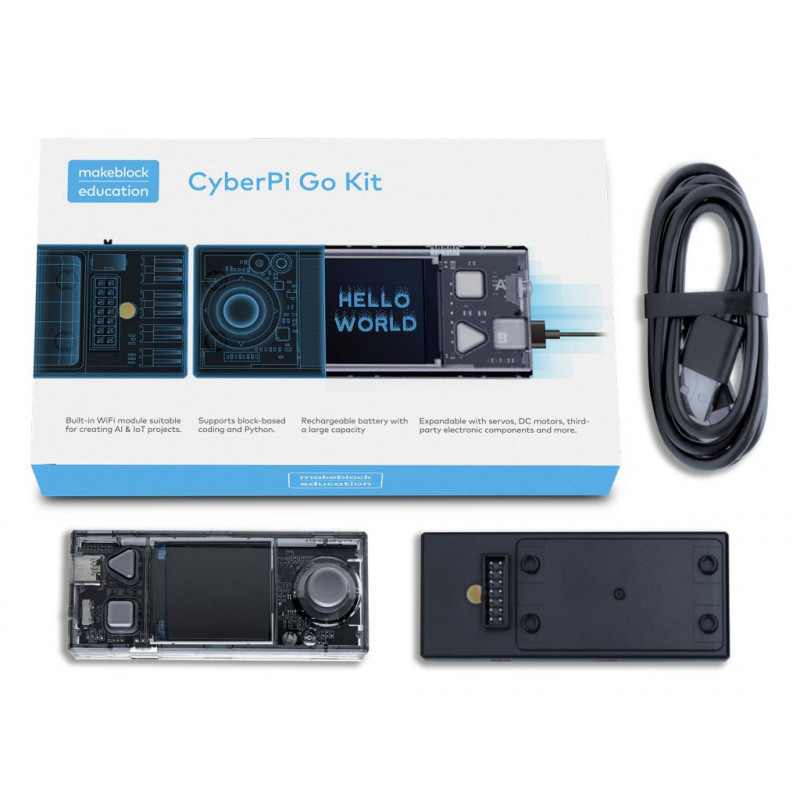 makeblock
education
CyberPi Go Kit
HELLO
WORLD
A
B
Built-in WiFi module suitable
for creating AI & IoT projects.
Supports block-based
coding and Python.
Rechargeable battery with
a large capacity
Expandable with servos, DC motors, third-
party electronic components and more.
makeblock
education